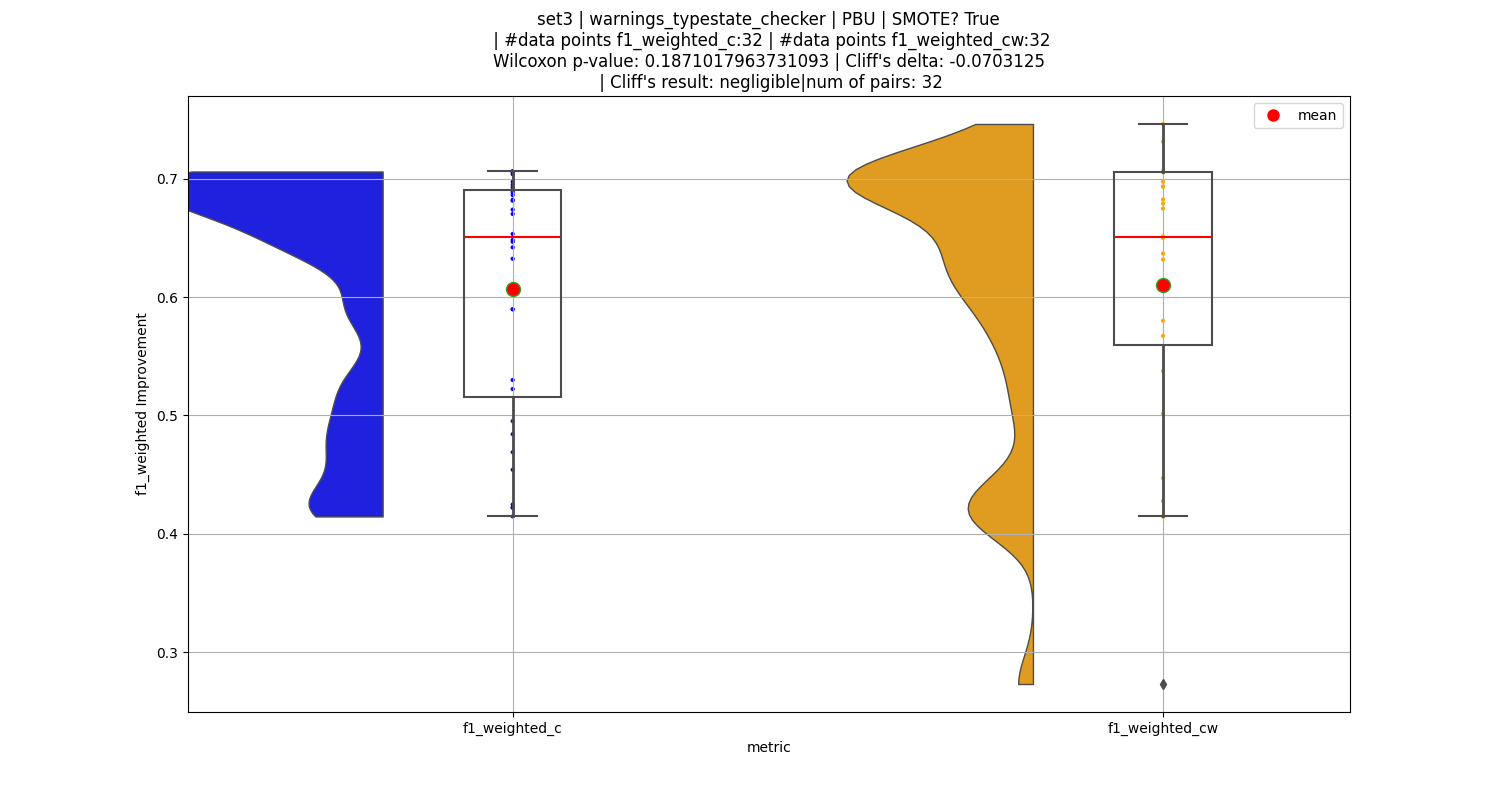 set3 | warnings_typestate_checker | PBU | SMOTE? True
| #data points f1_weighted_c:32 | #data points f1_weighted_cw:32
Wilcoxon p-value: 0.1871017963731093 | Cliff's delta: -0.0703125
| Cliff's result: negligible|num of pairs: 32
mean
0.7
0.6
0.5
0.4
0.3
f1_weighted Improvement
f1_weighted_c
f1_weighted_cw
metric